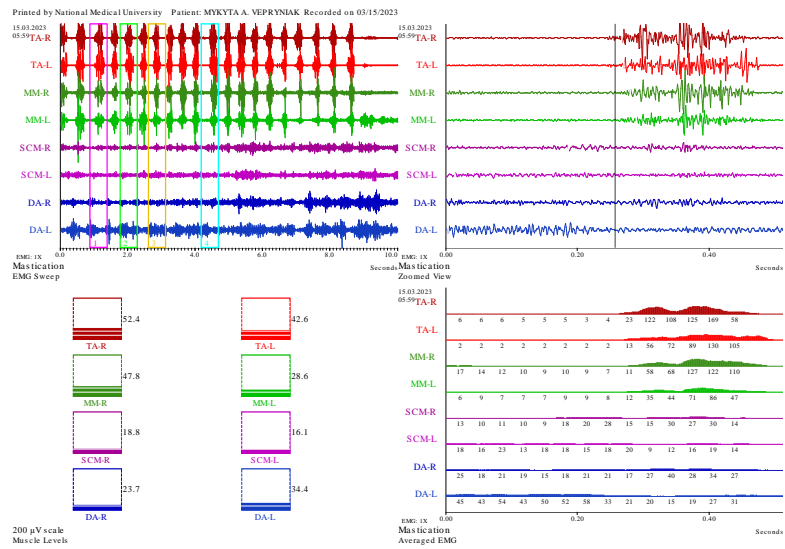 Printed by National Medical University Patient: MYKYTA A. VEPRYNIAK Recorded on 03/15/2023
15.03.2023
05:59
TA-R
TA-L
MM-R
MM-L
SCM-R
SCM-L
DA-R
DA-L
1 2 3 4
0.0 2.0 4.0 6.0 8.0 10.0
EMG: 1X
Seconds
Mastication
EMG Sweep
15.03.2023
05:59
TA-R
TA-L
MM-R
MM-L
SCM-R
SCM-L
DA-R
DA-L
0.00 0.20 0.40
EMG: 1X
Mastication
Seconds
Zoomed View
52.4
TA-R
42.6
TA-L
47.8
MM-R
28.6
MM-L
18.8
SCM-R
16.1
SCM-L
23.7
DA-R
34.4
DA-L
200 µV scale
Muscle Levels
15.03.2023
05:59
TA-R
6 6 6 5 5 5 3 4 23 122 108 125 169 58
TA-L
2 2 2 2 2 2 2 2 13 56 72 89 130 105
MM-R
17 14 12 10 9 10 9 7 11 58 68 127 122 110
MM-L
6 9 7 9 7 7 7 7 12 35 44 71 86 47
SCM-R
13 10 11 10 9 18 20 28 15 15 30 27 30 14
SCM-L
18 16 23 13 18 18 15 18 20 9 12 16 19 14
DA-R
25 18 21 21 19 15 18 21 17 27 40 28 34 27
DA-L
45 43 54 43 50 52 58 33 21 20 15 19 27 31
0.00 0.20 0.40
EMG: 1X
Mastication
Seconds
Averaged EMG